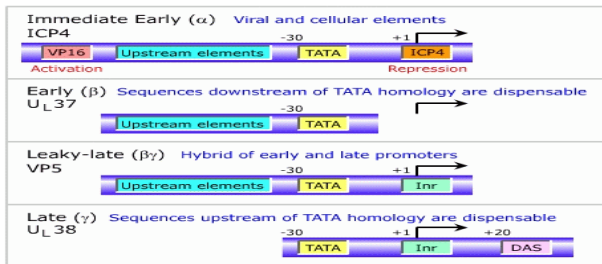 Immediate Early (α) Viral and cellular elements
ICP4
-30 +1
VP16 Upstream elements TATA ICP4
Activation Repression
Early (β) Sequences downstream of TATA homology are dispensable
UL37
-30
Upstream elements TATA
Leaky-late (βγ) Hybrid of early and late promoters
VP5
-30 +1
Upstream elements TATA Inr
Late (γ) Sequences upstream of TATA homology are dispensable
UL38
-30 +1 +20
TATA Inr DAS